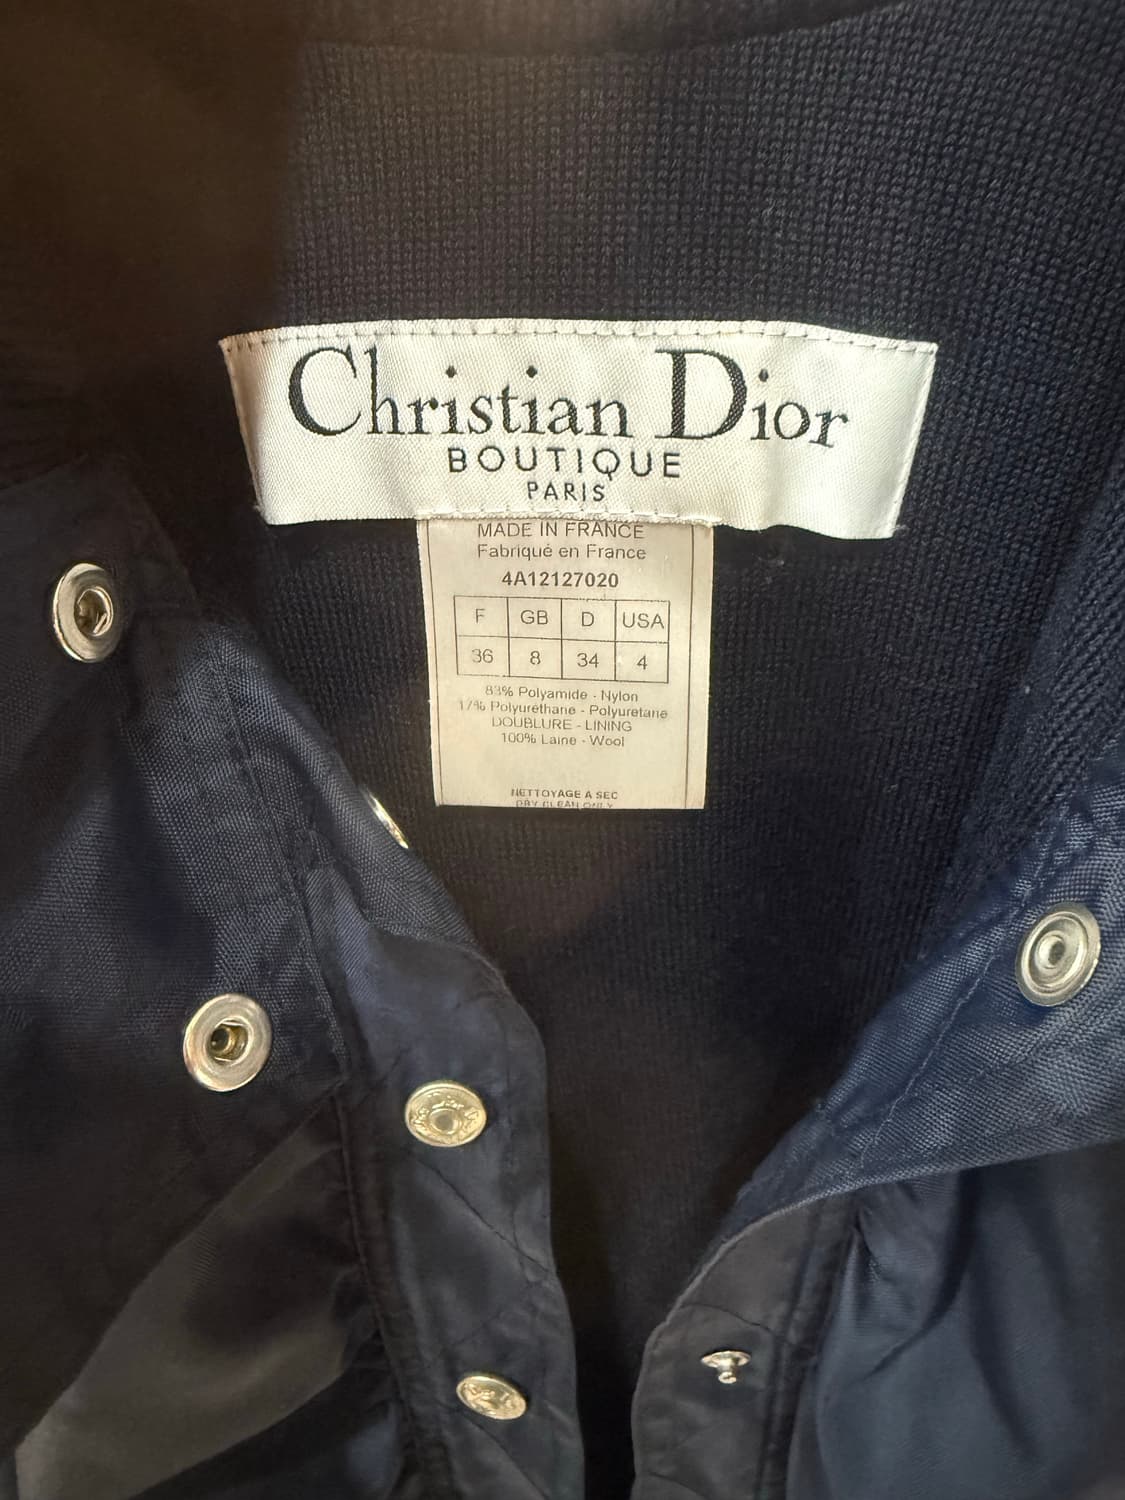 Christian Dior
BOUTIQUE
PARIS
MADE IN FRANCE
Fabriqué en France
4A12127020
F GB D USA
36 8 34 4
83% Polyamide - Nylon
17% Polyuréthane - Polyuretane
DOUBLURE - LINING
100% Laine - Wool
NETTOYAGE A SEC
DRY CLEAN ONLY